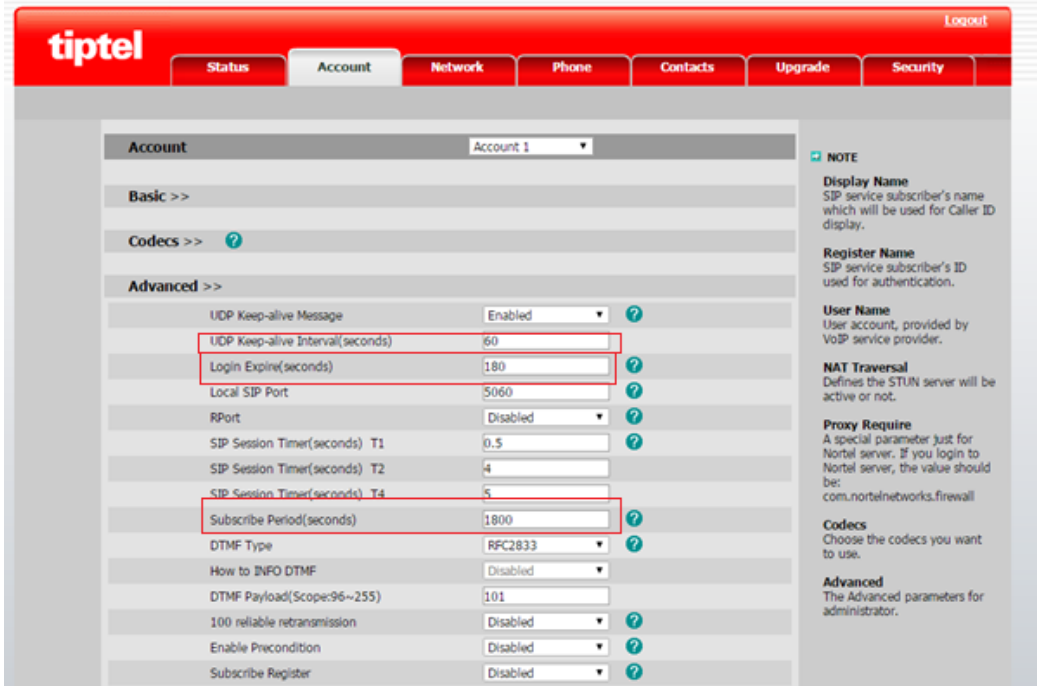 Logout
tiptel
Status Account Network Phone Contacts Upgrade Security
Account Account 1
Basic >>
Codecs >> ?
Advanced >>
UDP Keep-alive Message Enabled ?
UDP Keep-alive Interval(seconds) 60
Login Expire(seconds) 180 ?
Local SIP Port 5060 ?
RPort Disabled ?
SIP Session Timer(seconds) T1 0.5 ?
SIP Session Timer(seconds) T2 4
SIP Session Timer(seconds) T4 5
Subscribe Period(seconds) 1800 ?
DTMF Type RFC2833 ?
How to INFO DTMF Disabled
DTMF Payload(Scope:96~255) 101
100 reliable retransmission Disabled ?
Enable Precondition Disabled ?
Subscribe Register Disabled ?
NOTE
Display Name
SIP service subscriber's name
which will be used for Caller ID
display.
Register Name
SIP service subscriber's ID
used for authentication.
User Name
User account, provided by
VoIP service provider.
NAT Traversal
Defines the STUN server will be
active or not.
Proxy Require
A special parameter just for
Nortel server. If you login to
Nortel server, the value should
be:
com.nortelnetworks.firewall
Codecs
Choose the codecs you want
to use.
Advanced
The Advanced parameters for
administrator.